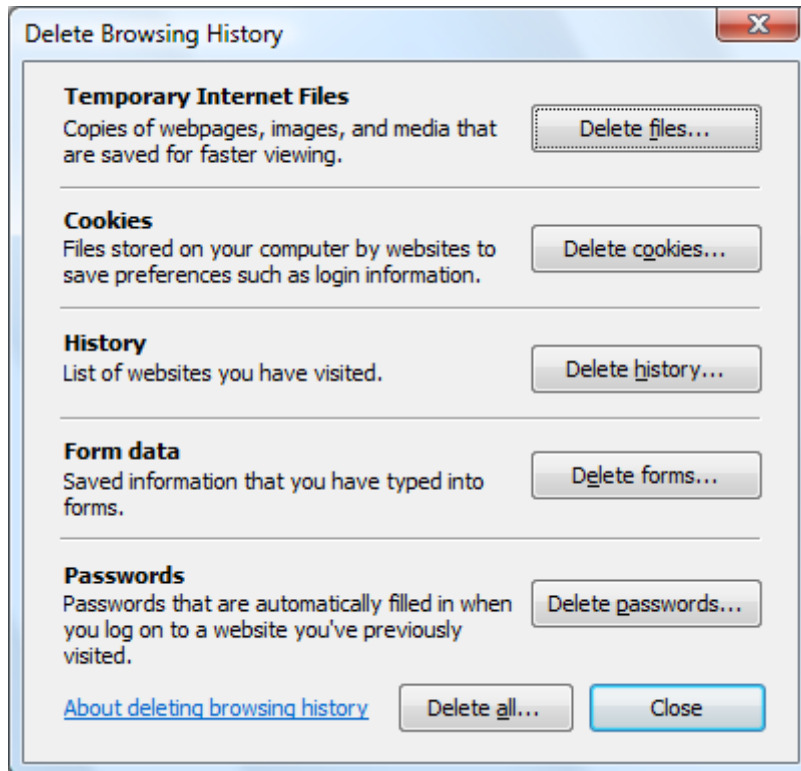 Delete Browsing History
Temporary Internet Files
Copies of webpages, images, and media that
are saved for faster viewing.
Delete files...
Cookies
Files stored on your computer by websites to
save preferences such as login information.
Delete cookies...
History
List of websites you have visited.
Delete history...
Form data
Saved information that you have typed into
forms.
Delete forms...
Passwords
Passwords that are automatically filled in when
you log on to a website you've previously
visited.
Delete passwords...
About deleting browsing history
Delete all...
Close